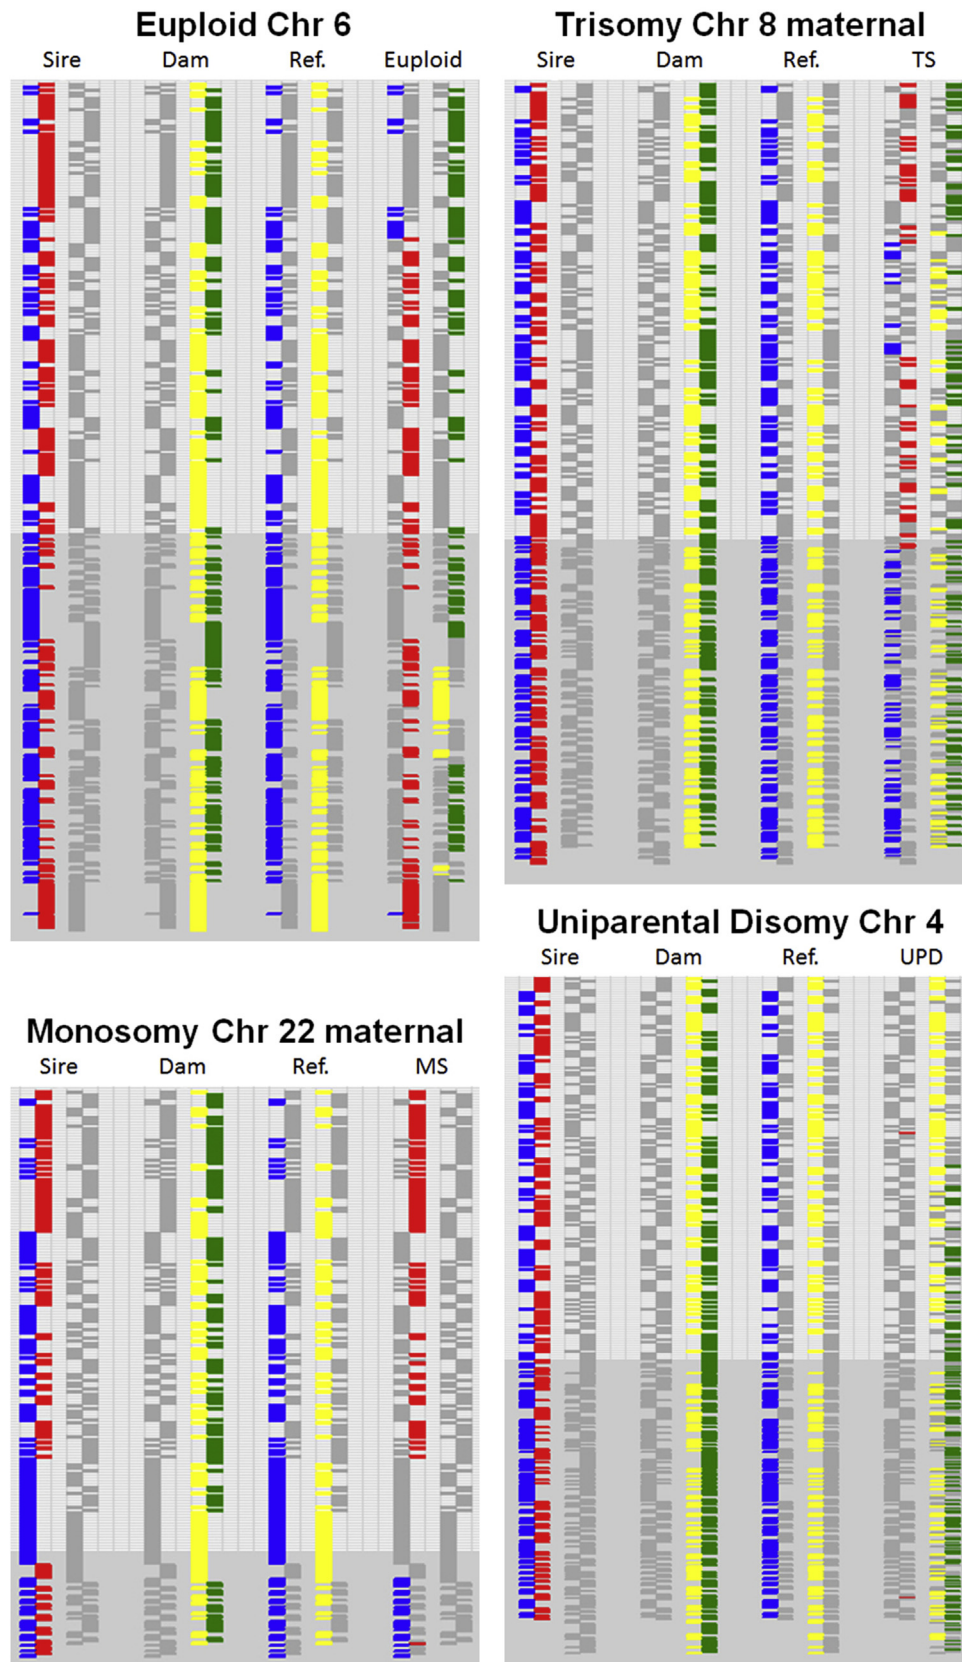 Euploid Chr 6
Sire Dam Ref. Euploid
Trisomy Chr 8 maternal
Sire Dam Ref. TS
Monosomy Chr 22 maternal
Sire Dam Ref. MS
Uniparental Disomy Chr 4
Sire Dam Ref. UPD